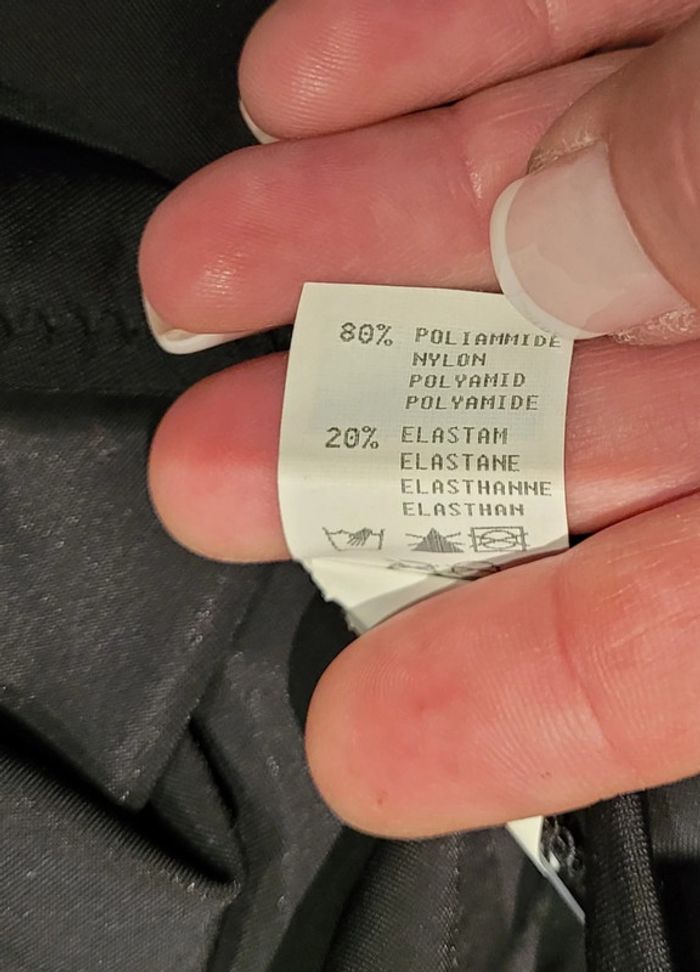 80% POLIAMMIDE
NYLON
POLYAMID
POLYAMIDE
20% ELASTAM
ELASTANE
ELASTHANNE
ELASTHAN